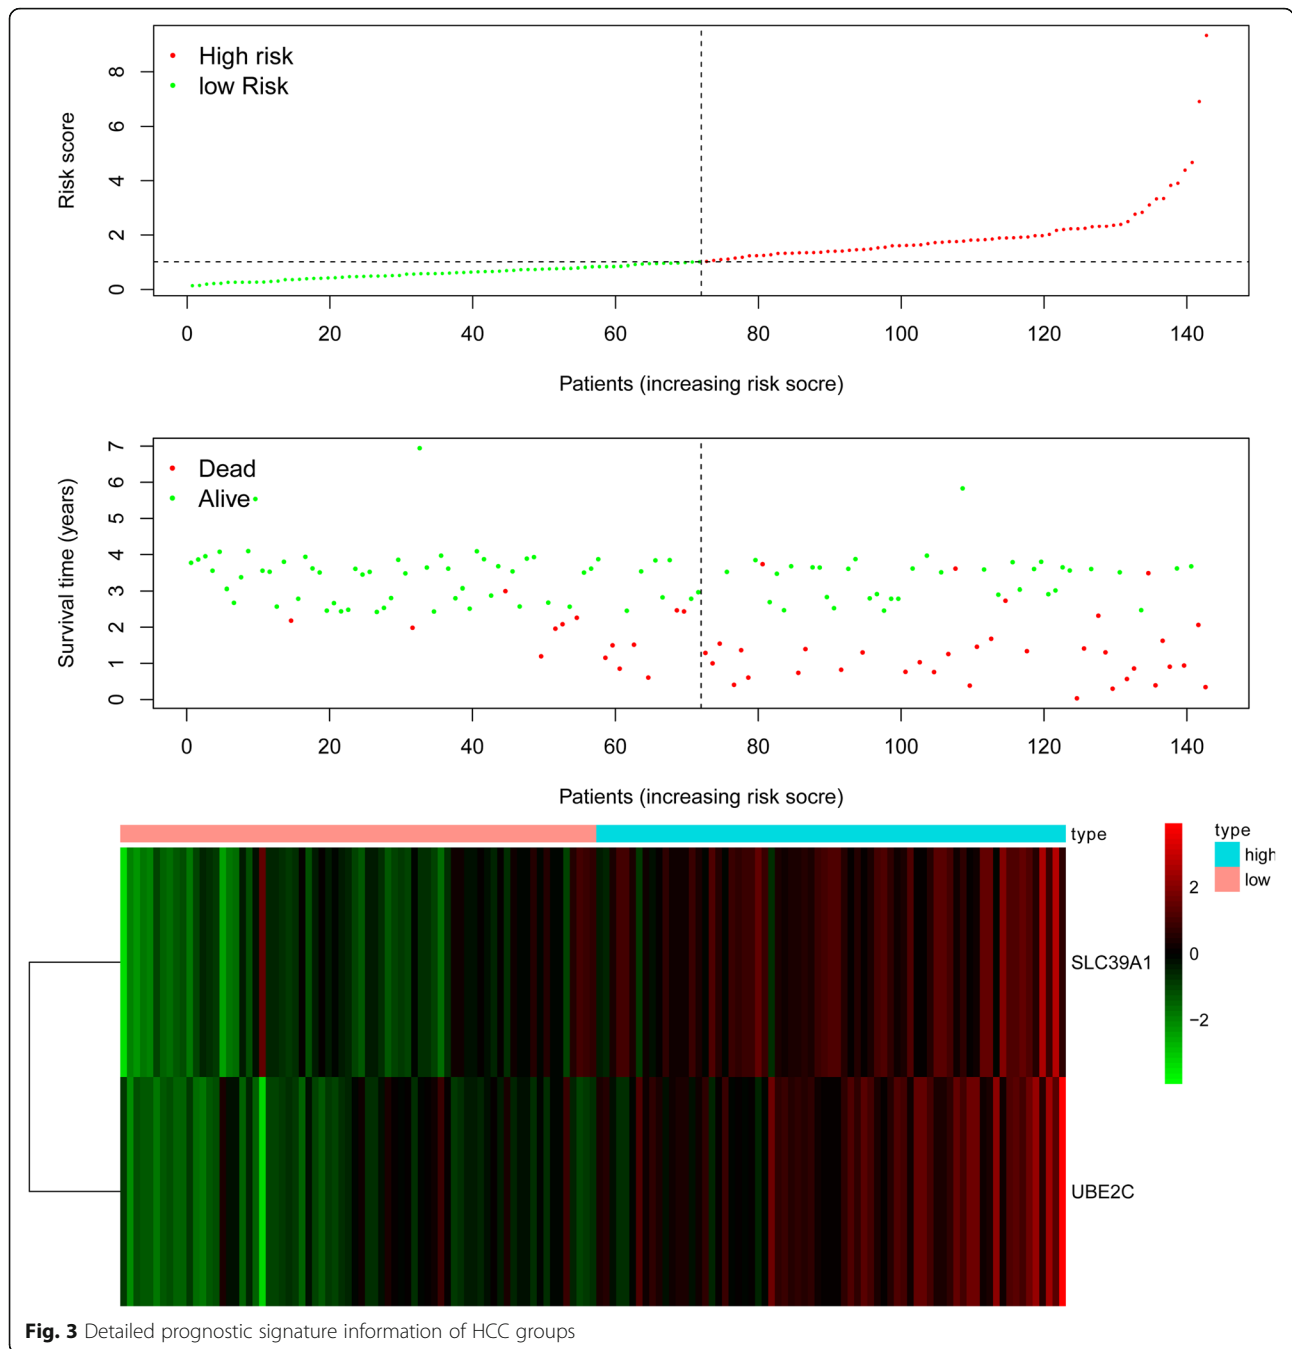 High risk
low Risk
Risk score
8
6
4
2
0
0 20 40 60 80 100 120 140
Patients (increasing risk socre)
Dead
Alive
Survival time (years)
7
6
5
4
3
2
1
0
0 20 40 60 80 100 120 140
Patients (increasing risk socre)
type
type
high
low
2
0
−2
SLC39A1
UBE2C
Fig. 3 Detailed prognostic signature information of HCC groups